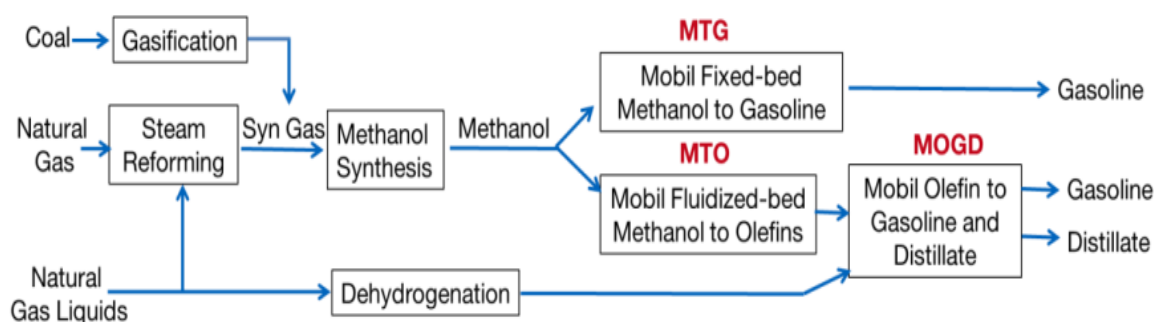 MTG
Coal
Gasification
Mobil Fixed-bed
Methanol to Gasoline
Gasoline
Natural
Gas
Steam
Reforming
Syn Gas
Methanol
Synthesis
Methanol
MTO
MOGD
Mobil Fluidized-bed
Methanol to Olefins
Mobil Olefin to
Gasoline and
Distillate
Gasoline
Distillate
Natural
Gas Liquids
Dehydrogenation